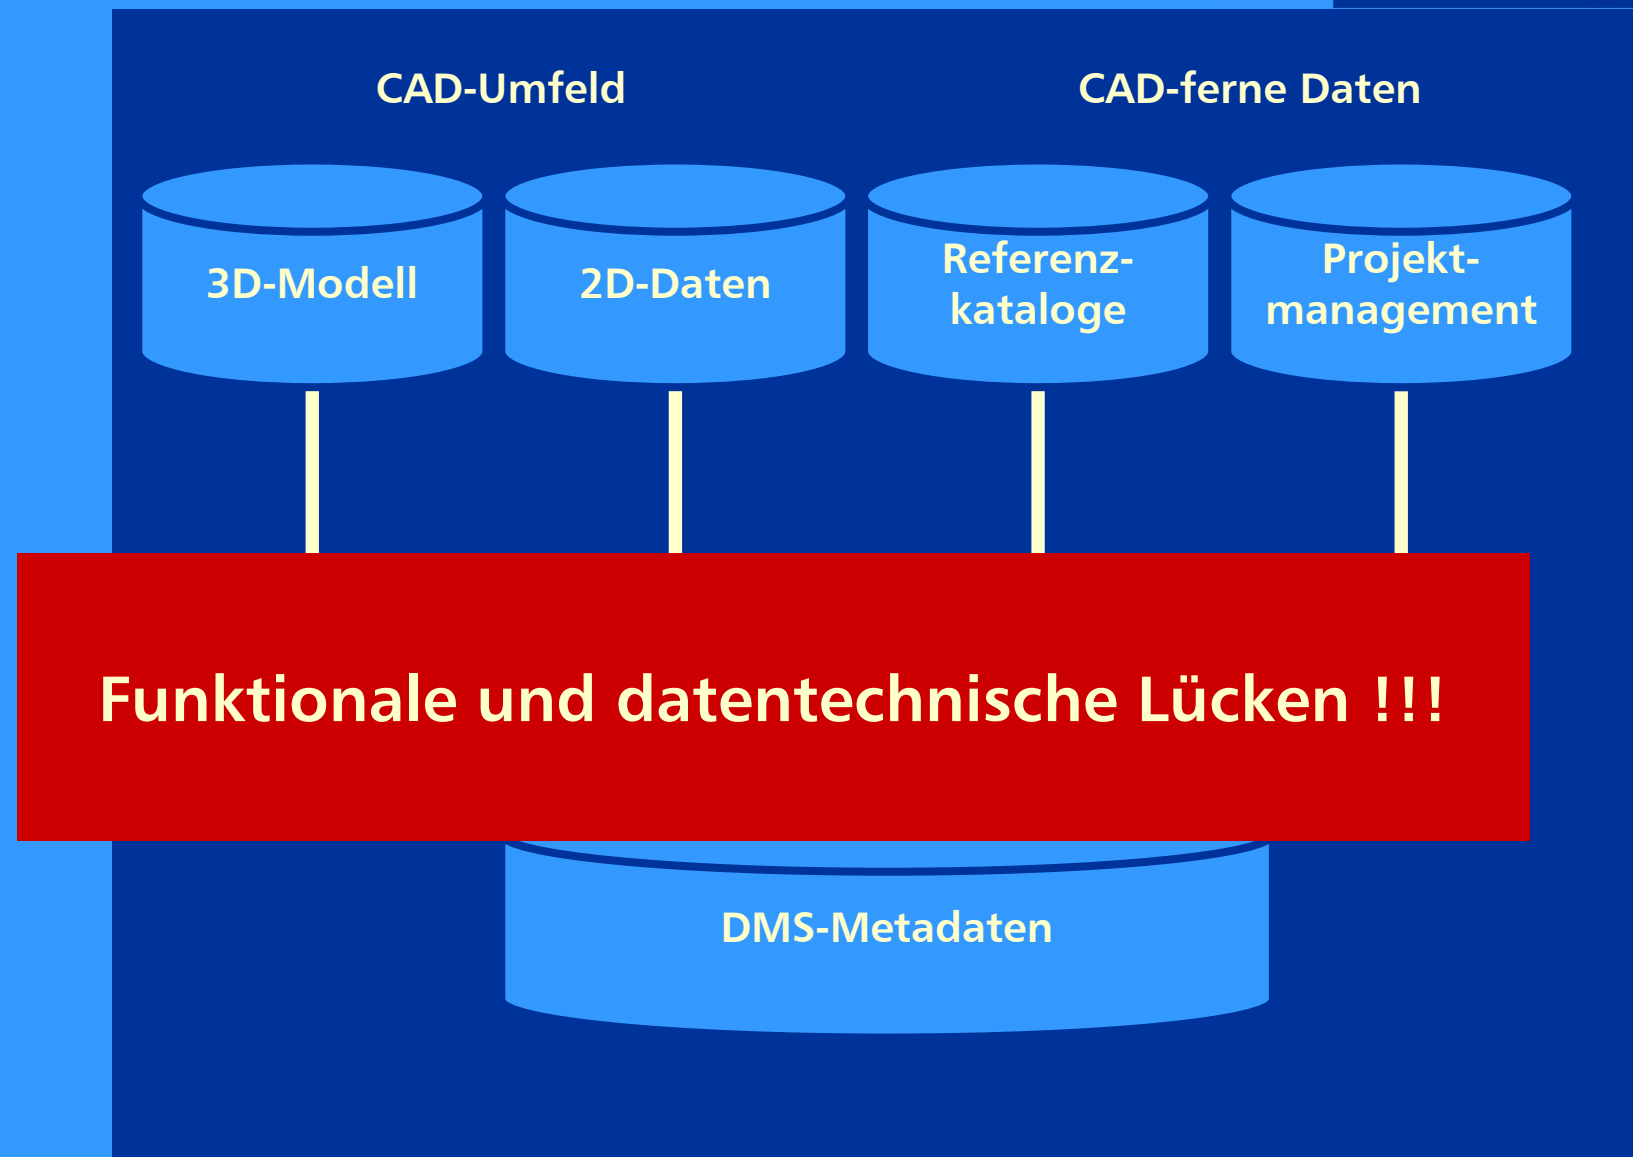 CAD-Umfeld
CAD-ferne Daten
3D-Modell
2D-Daten
Referenz-
kataloge
Projekt-
management
Funktionale und datentechnische Lücken !!!
DMS-Metadaten